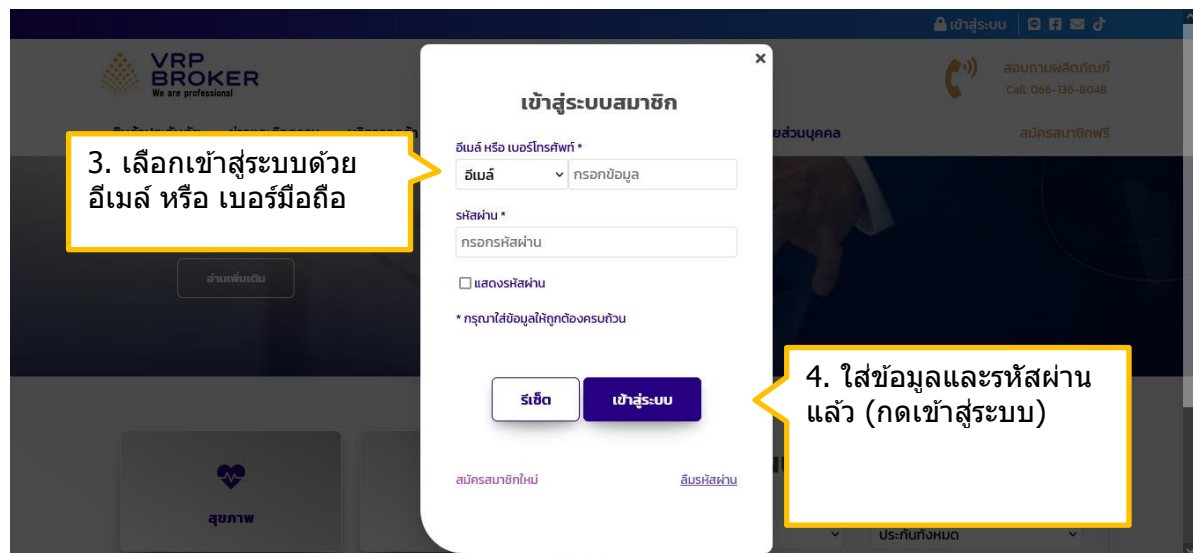 เข้าสู่ระบบ
VRP
BROKER
We are professional
สอบถามผลิตภัณฑ์
Call: 066-136-8048
สมัครสมาชิกฟรี
×
เข้าสู่ระบบสมาชิก
อีเมล์ หรือ เบอร์โทรศัพท์ *
อีเมล์ กรอกข้อมูล
รหัสผ่าน *
กรอกรหัสผ่าน
แสดงรหัสผ่าน
* กรุณาใส่ข้อมูลให้ถูกต้องครบถ้วน
รีเซ็ต เข้าสู่ระบบ
สมัครสมาชิกใหม่ ลืมรหัสผ่าน
3. เลือกเข้าสู่ระบบด้วย
อีเมล์ หรือ เบอร์มือถือ
อ่านเพิ่มเติม
4. ใส่ข้อมูลและรหัสผ่าน
แล้ว (กดเข้าสู่ระบบ)
สุขภาพ
ประกันทั้งหมด